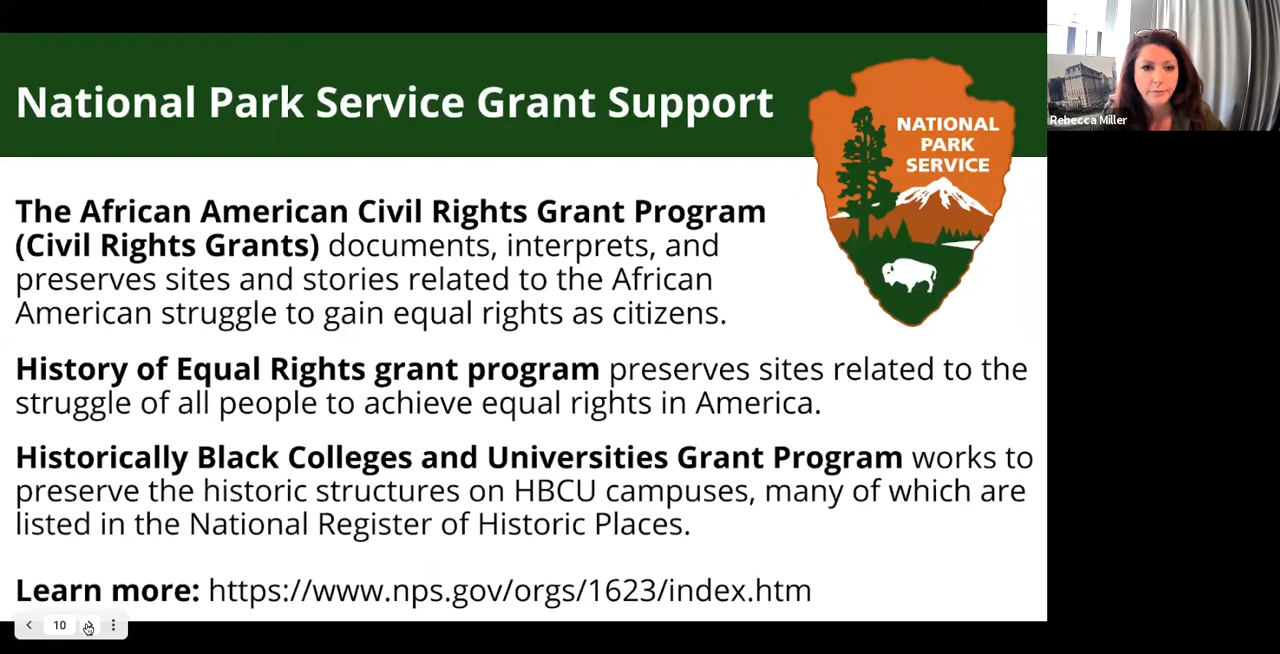 National Park Service Grant Support
NATIONAL
PARK
SERVICE
The African American Civil Rights Grant Program
(Civil Rights Grants) documents, interprets, and
preserves sites and stories related to the African
American struggle to gain equal rights as citizens.
History of Equal Rights grant program preserves sites related to the
struggle of all people to achieve equal rights in America.
Historically Black Colleges and Universities Grant Program works to
preserve the historic structures on HBCU campuses, many of which are
listed in the National Register of Historic Places.
Learn more: https://www.nps.gov/orgs/1623/index.htm
10
Rebecca Miller